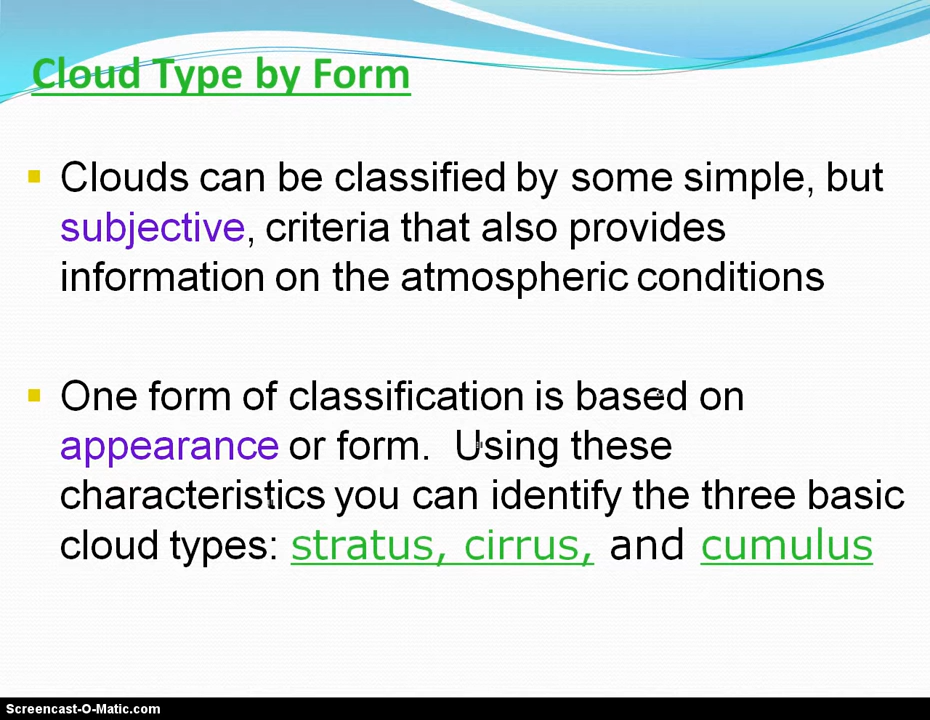 Cloud Type by Form
Clouds can be classified by some simple, but
subjective, criteria that also provides
information on the atmospheric conditions
One form of classification is based on
appearance or form.  Using these
characteristics you can identify the three basic
cloud types: stratus, cirrus, and cumulus
Screencast-O-Matic.com